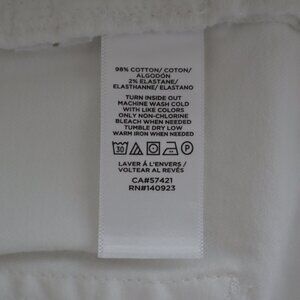 98% COTTON/ COTON/
ALGODÓN
2% ELASTANE/
ELASTHANNE/ ELASTANO
TURN INSIDE OUT
MACHINE WASH COLD
WITH LIKE COLORS
ONLY NON-CHLORINE
BLEACH WHEN NEEDED
TUMBLE DRY LOW
WARM IRON WHEN NEEDED
30 P
LAVER À L'ENVERS /
VOLTEAR AL REVÉS
CA#57421
RN#140923